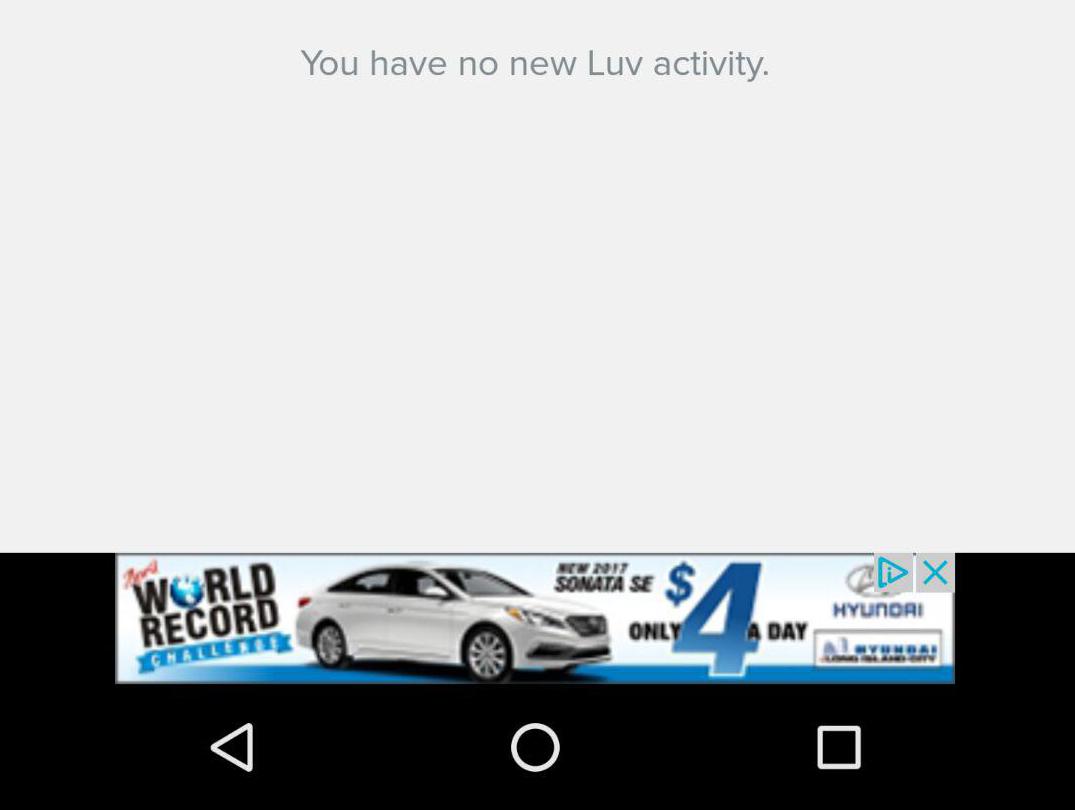 You have no new Luv activity.
WORLD
RECORD
CHALLENGE
NEW 2017
SONATA SE
$4
ONLY A DAY
HYUNDAI
HYUNDAI
LONG ISLAND CITY